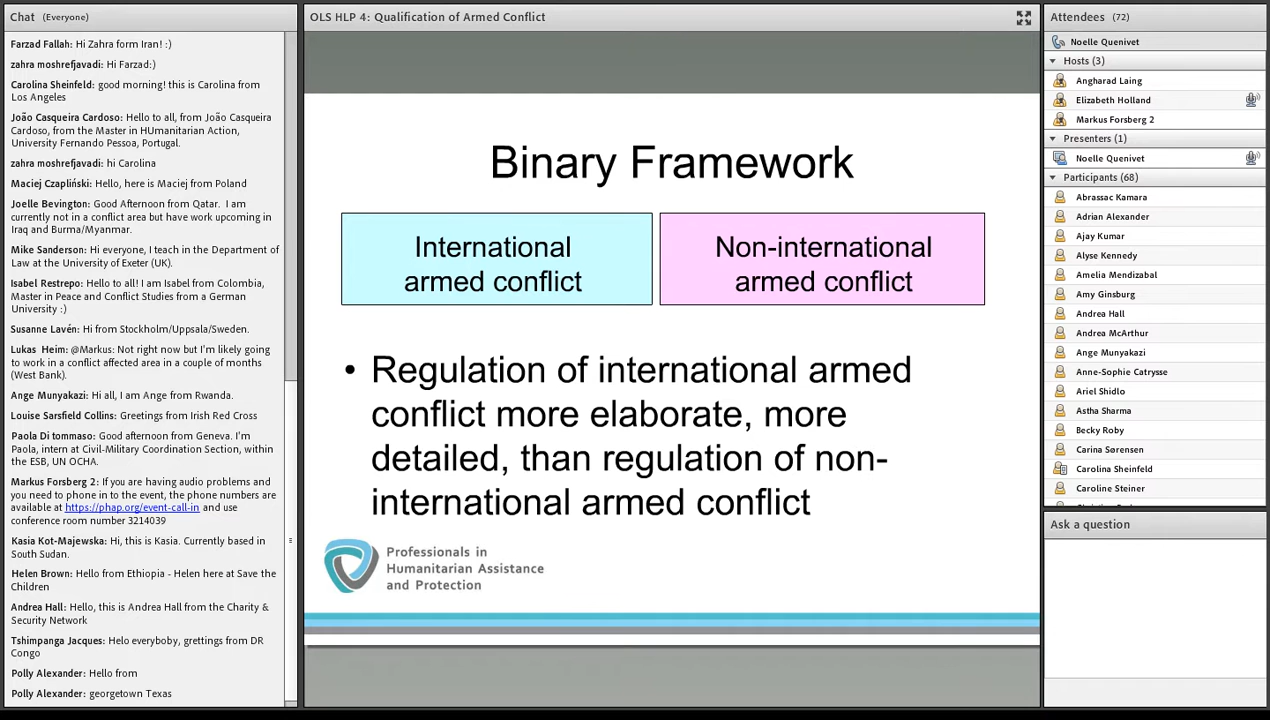 Chat (Everyone)
Farzad Fallah: Hi Zahra form Iran! :)
zahra moshrefjavadi: Hi Farzad:)
Carolina Sheinfeld: good morning! this is Carolina from
Los Angeles
João Casqueira Cardoso: Hello to all, from João Casqueira
Cardoso, from the Master in HUmanitarian Action,
University Fernando Pessoa, Portugal.
zahra moshrefjavadi: hi Carolina
Maciej Czapliński: Hello, here is Maciej from Poland
Joelle Bevington: Good Afternoon from Qatar. I am
currently not in a conflict area but have work upcoming in
Iraq and Burma/Myanmar.
Mike Sanderson: Hi everyone, I teach in the Department of
Law at the University of Exeter (UK).
Isabel Restrepo: Hello to all! I am Isabel from Colombia,
Master in Peace and Conflict Studies from a German
University :)
Susanne Lavén: Hi from Stockholm/Uppsala/Sweden.
Lukas Heim: @Markus: Not right now but I'm likely going
to work in a conflict affected area in a couple of months
(West Bank).
Ange Munyakazi: Hi all, I am Ange from Rwanda.
Louise Sarsfield Collins: Greetings from Irish Red Cross
Paola Di tommaso: Good afternoon from Geneva. I'm
Paola, intern at Civil-Military Coordination Section, within
the ESB, UN OCHA.
Markus Forsberg 2: If you are having audio problems and
you need to phone in to the event, the phone numbers are
available at https://phap.org/event-call-in and use
conference room number 3214039
Kasia Kot-Majewska: Hi, this is Kasia. Currently based in
South Sudan.
Helen Brown: Hello from Ethiopia - Helen here at Save the
Children
Andrea Hall: Hello, this is Andrea Hall from the Charity &
Security Network
Tshimpanga Jacques: Helo everyboby, grettings from DR
Congo
Polly Alexander: Hello from
Polly Alexander: georgetown Texas
OLS HLP 4: Qualification of Armed Conflict
Binary Framework
International
armed conflict
Non-international
armed conflict
• Regulation of international armed
conflict more elaborate, more
detailed, than regulation of non-
international armed conflict
Professionals in
Humanitarian Assistance
and Protection
Attendees (72)
Noelle Quenivet
Hosts (3)
Angharad Laing
Elizabeth Holland
Markus Forsberg 2
Presenters (1)
Noelle Quenivet
Participants (68)
Abrassac Kamara
Adrian Alexander
Ajay Kumar
Alyse Kennedy
Amelia Mendizabal
Amy Ginsburg
Andrea Hall
Andrea McArthur
Ange Munyakazi
Anne-Sophie Catrysse
Ariel Shidlo
Astha Sharma
Becky Roby
Carina Sørensen
Carolina Sheinfeld
Caroline Steiner
Ask a question